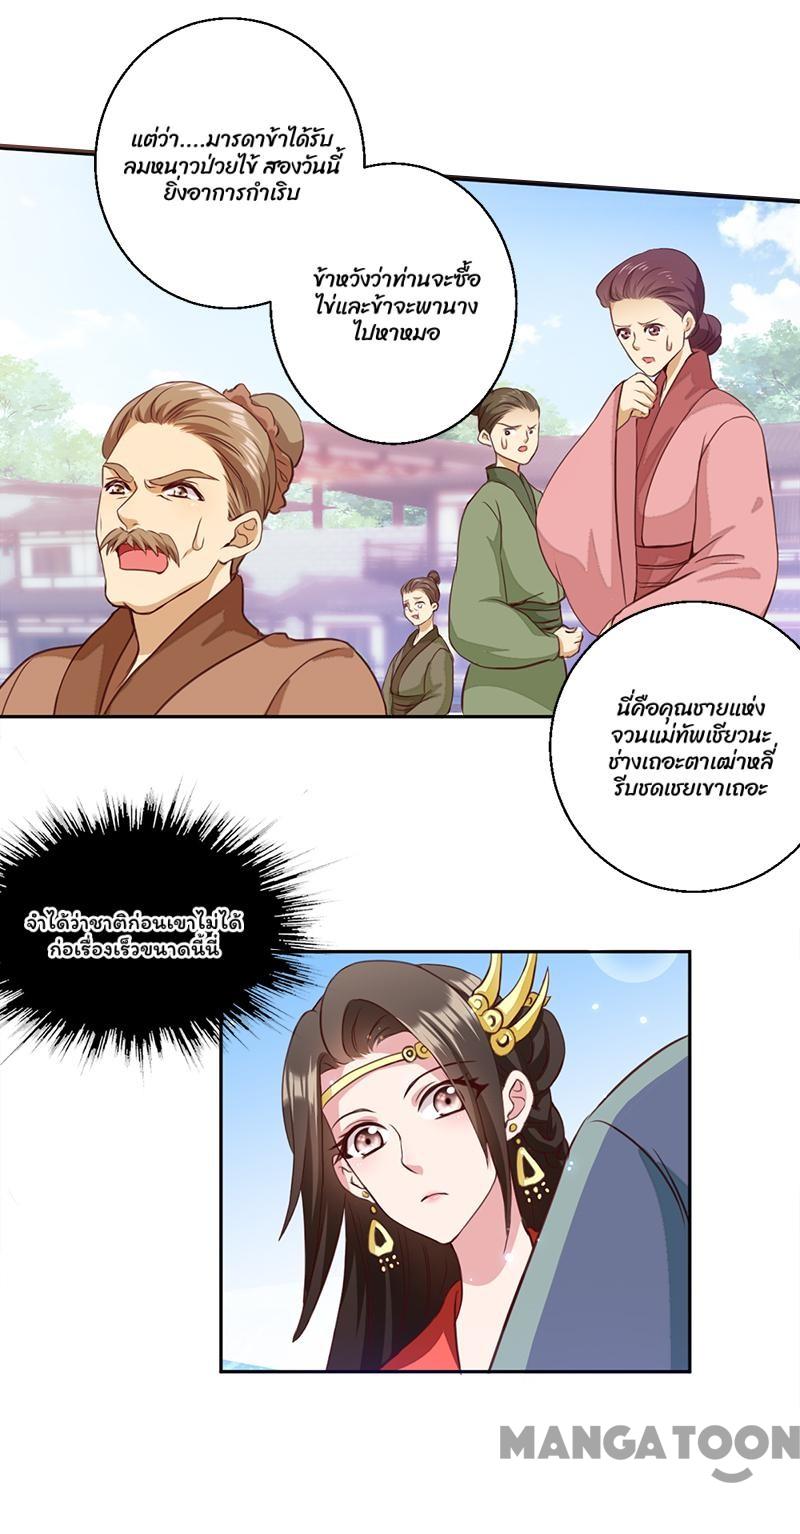 แต่ว่า....มารดาข้าได้รับ
ลมหนาวป่วยไข้ สองวันนี้
ยิ่งอาการกำเริบ
ข้าหวังว่าท่านจะซื้อ
ไข่และข้าจะพานาง
ไปหาหมอ
นี่คือคุณชายแห่ง
จวนแม่ทัพเชียวนะ
ช่างเถอะตาเฒ่าหลี่
รีบชดเชยเขาเถอะ
จำได้ว่าชาติก่อนเขาไม่ได้
ก่อเรื่องเร็วขนาดนี้นี่
MANGATOON